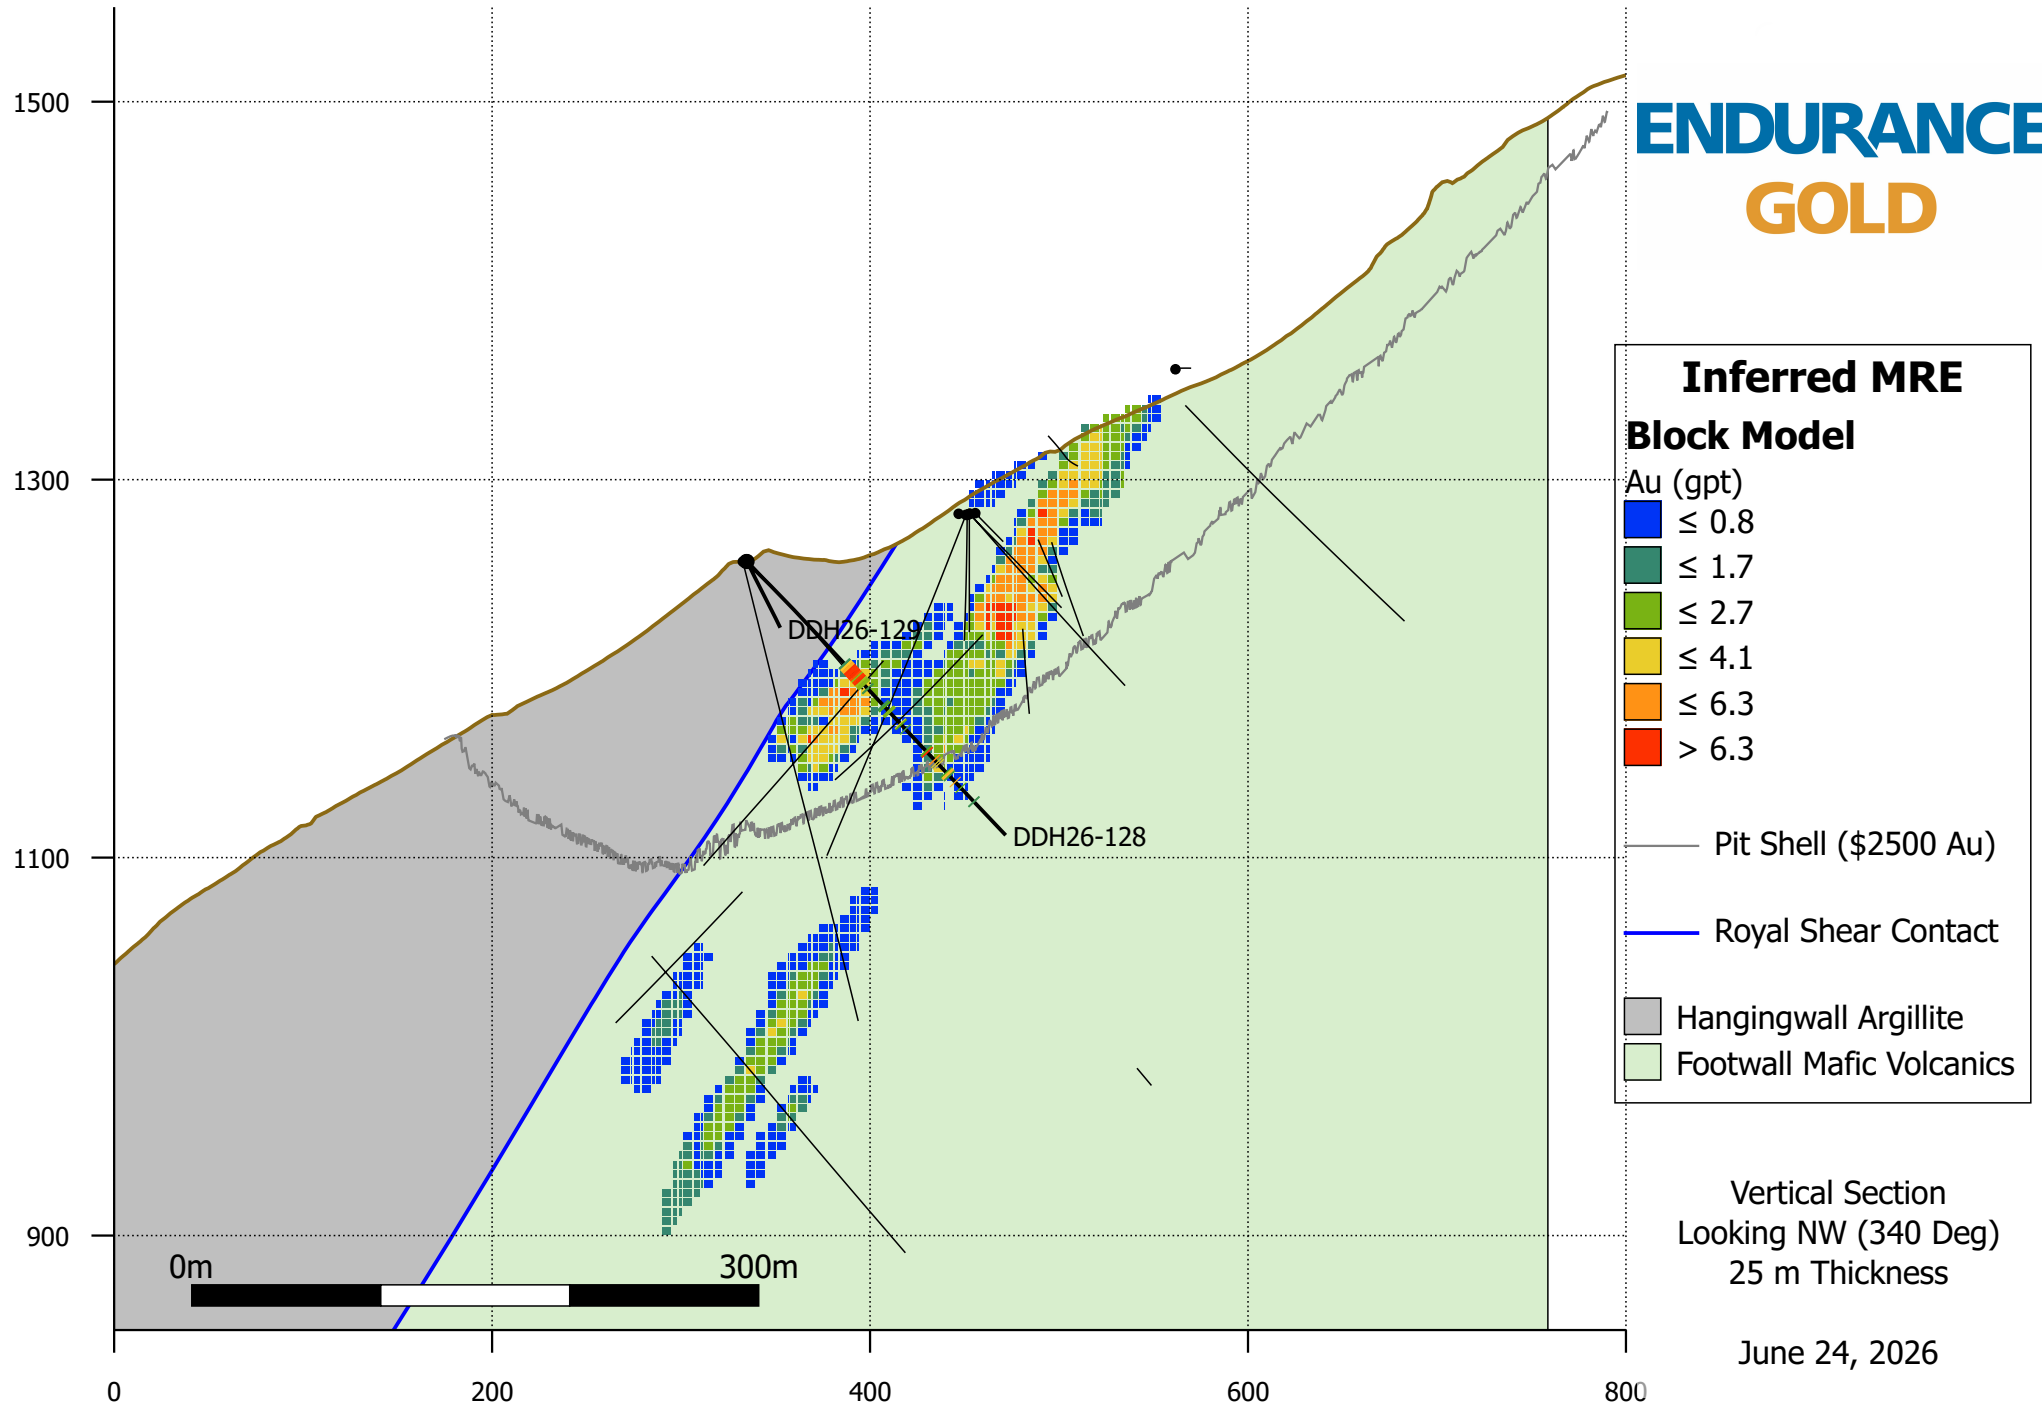 ENDURANCE
GOLD
1500
1300
1100
900
0
200
400
600
800
DDH26-129
DDH26-128
0m
300m
Inferred MRE
Block Model
Au (gpt)
≤ 0.8
≤ 1.7
≤ 2.7
≤ 4.1
≤ 6.3
> 6.3
Pit Shell ($2500 Au)
Royal Shear Contact
Hangingwall Argillite
Footwall Mafic Volcanics
Vertical Section
Looking NW (340 Deg)
25 m Thickness
June 24, 2026